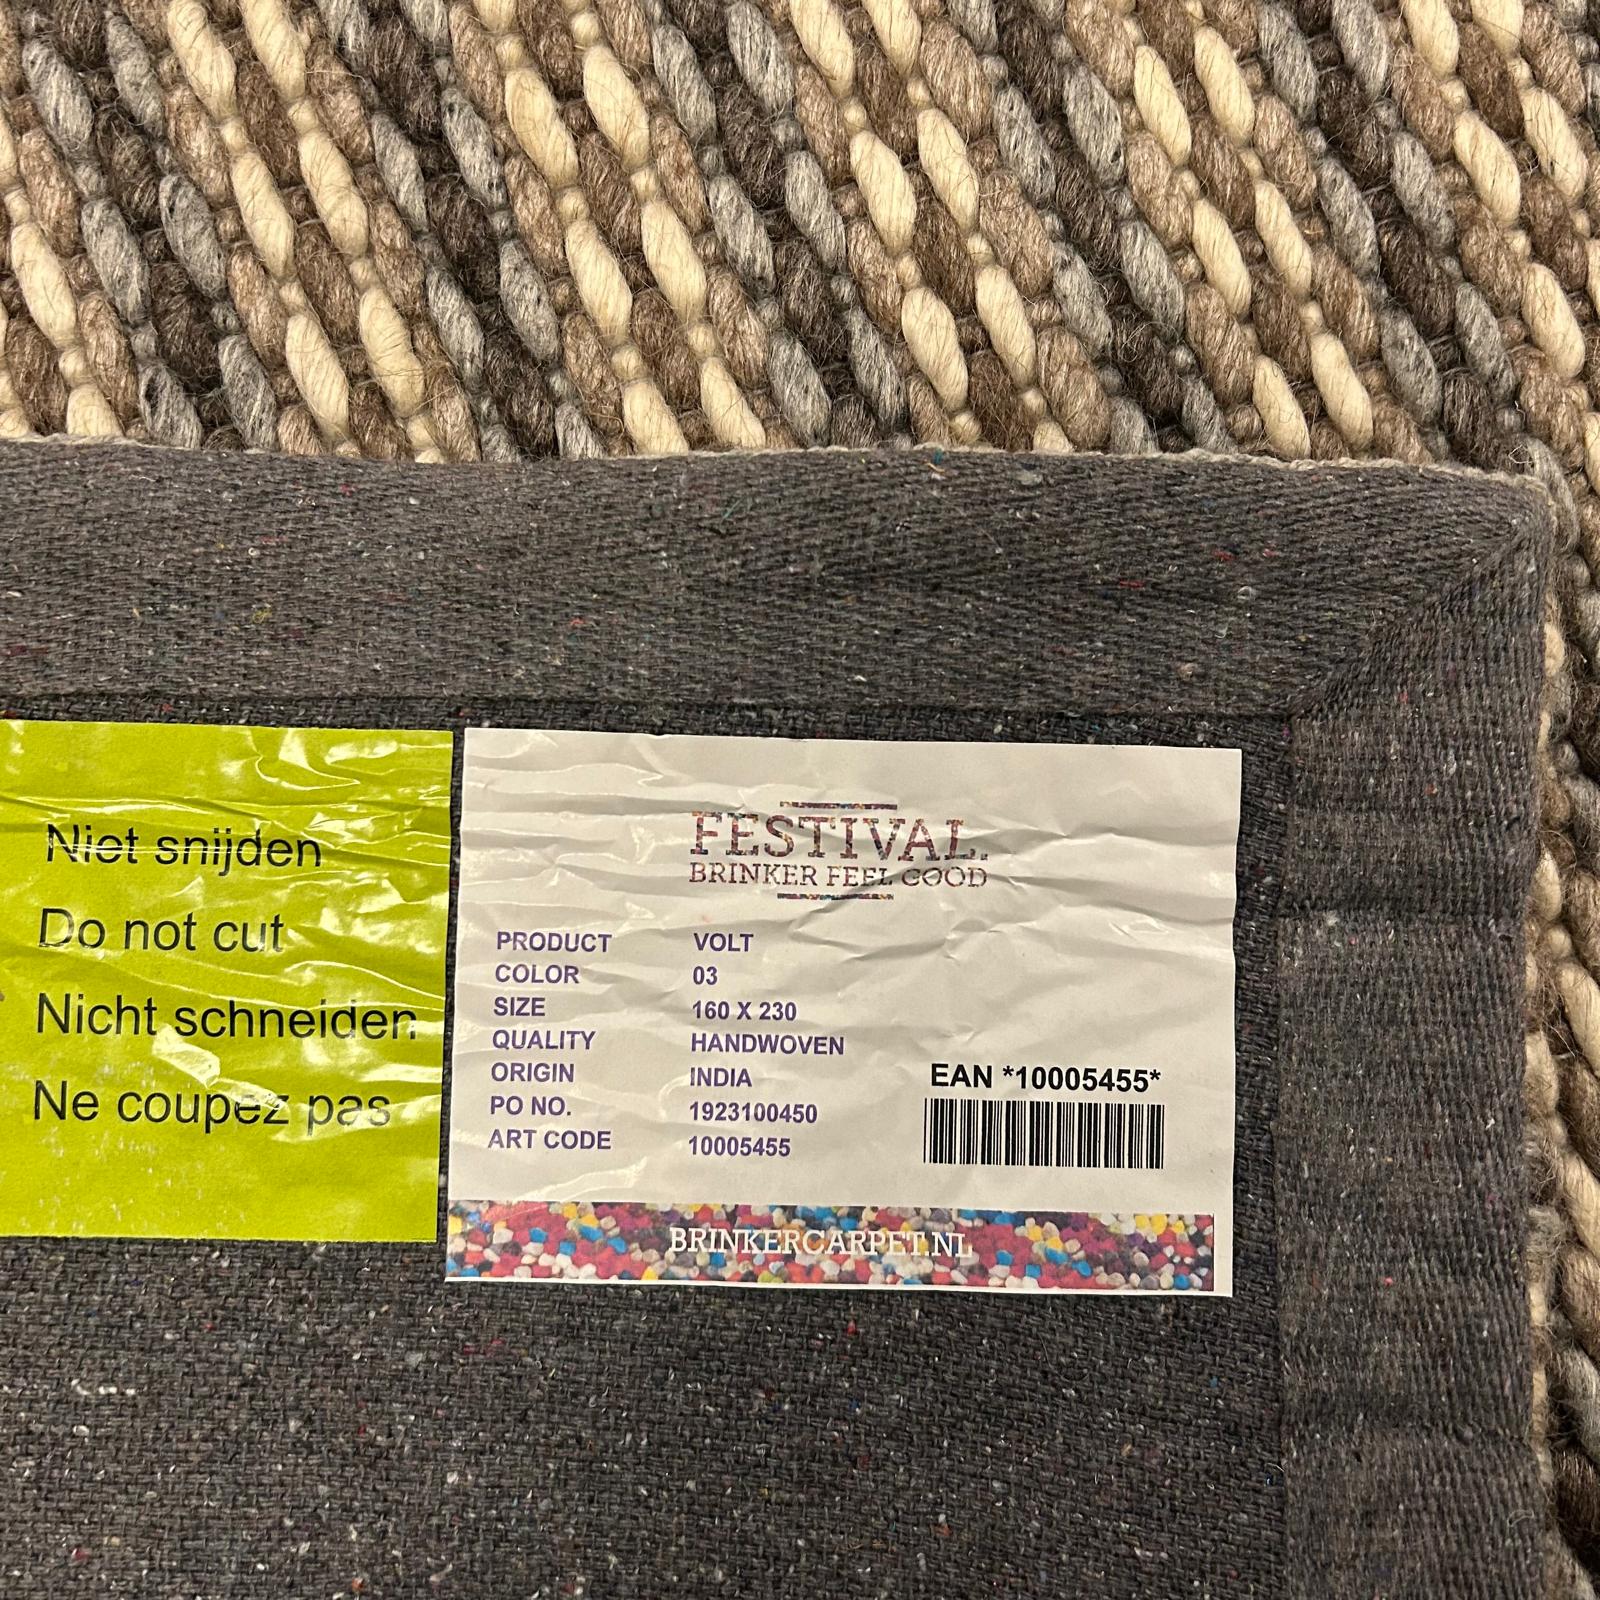 Niet snijden
Do not cut
Nicht schneiden
Ne coupez pas
FESTIVAL
BRINKER FEEL GOOD
PRODUCT VOLT
COLOR 03
SIZE 160 X 230
QUALITY HANDWOVEN
ORIGIN INDIA
PO NO. 1923100450
ART CODE 10005455
EAN *10005455*
BRINKERCARPET.NL